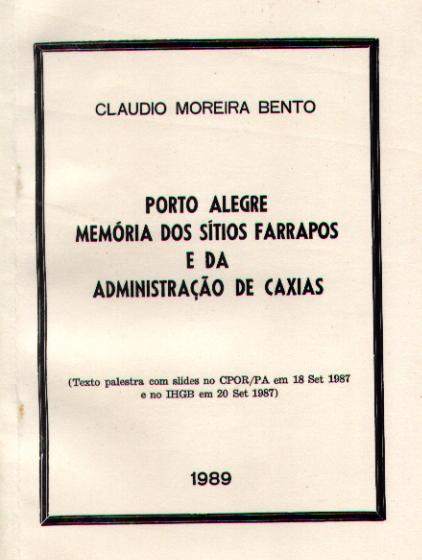 CLAUDIO MOREIRA BENTO
PORTO ALEGRE
MEMÓRIA DOS SÍTIOS FARRAPOS
E DA
ADMINISTRAÇÃO DE CAXIAS
(Texto palestra com slides no CPOR/PA em 18 Set 1987
e no IHGB em 20 Set 1987)
1989